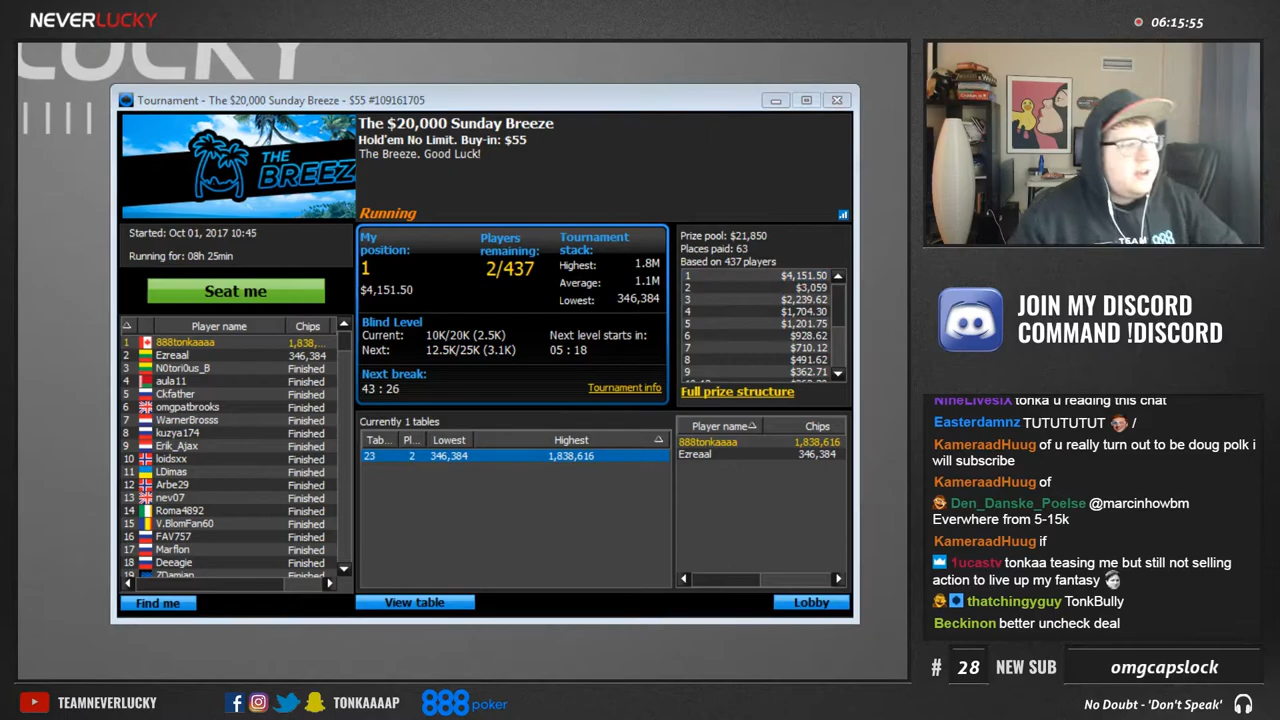 NEVERLUCKY
06:15:55
LUCKY
Tournament - The $20,000 Sunday Breeze - $55 #109161705
THE BREEZ
The $20,000 Sunday Breeze
Hold'em No Limit. Buy-in: $55
The Breeze. Good Luck!
Running
Started: Oct 01, 2017 10:45
Running for: 08h 25min
Seat me
My position:
1
$4,151.50
Players remaining:
2/437
Tournament stack:
Highest: 1.8M
Average: 1.1M
Lowest: 346,384
Blind Level
Current: 10K/20K (2.5K)
Next: 12.5K/25K (3.1K)
Next level starts in:
05 : 18
Next break:
43 : 26
Tournament info
Prize pool: $21,850
Places paid: 63
Based on 437 players
1 $4,151.50
2 $3,059
3 $2,239.62
4 $1,704.30
5 $1,201.75
6 $928.62
7 $710.12
8 $491.62
9 $362.71
Full prize structure
Player name Chips
1 888tonkaaaa 1,838,...
2 Ezreaal 346,384
3 N0tori0us_B Finished
4 aula11 Finished
5 Ckfather Finished
6 omgpatbrooks Finished
7 WarnerBrosss Finished
8 kuzya174 Finished
9 Erik_Ajax Finished
10 loidsxx Finished
11 LDimas Finished
12 Arbe29 Finished
13 nev07 Finished
14 Roma4892 Finished
15 V.BlomFan60 Finished
16 FAV757 Finished
17 Marflon Finished
18 Deeagie Finished
19 ZDamian
Currently 1 tables
Tab... Pl... Lowest Highest
23 2 346,384 1,838,616
Player name Chips
888tonkaaaa 1,838,616
Ezreaal 346,384
Find me
View table
Lobby
TEAM 888
JOIN MY DISCORD
COMMAND !DISCORD
NineLivesIX tonka u reading this chat
Easterdamnz TUTUTUTUT /
KameraadHuug of u really turn out to be doug polk i
will subscribe
KameraadHuug of
Den_Danske_Poelse @marcinhowbm
Everwhere from 5-15k
KameraadHuug if
1ucastv tonkaa teasing me but still not selling
action to live up my fantasy
thatchingyguy TonkBully
Beckinon better uncheck deal
# 28 NEW SUB omgcapslock
TEAMNEVERLUCKY
TONKAAAAP
888poker
No Doubt - 'Don't Speak'